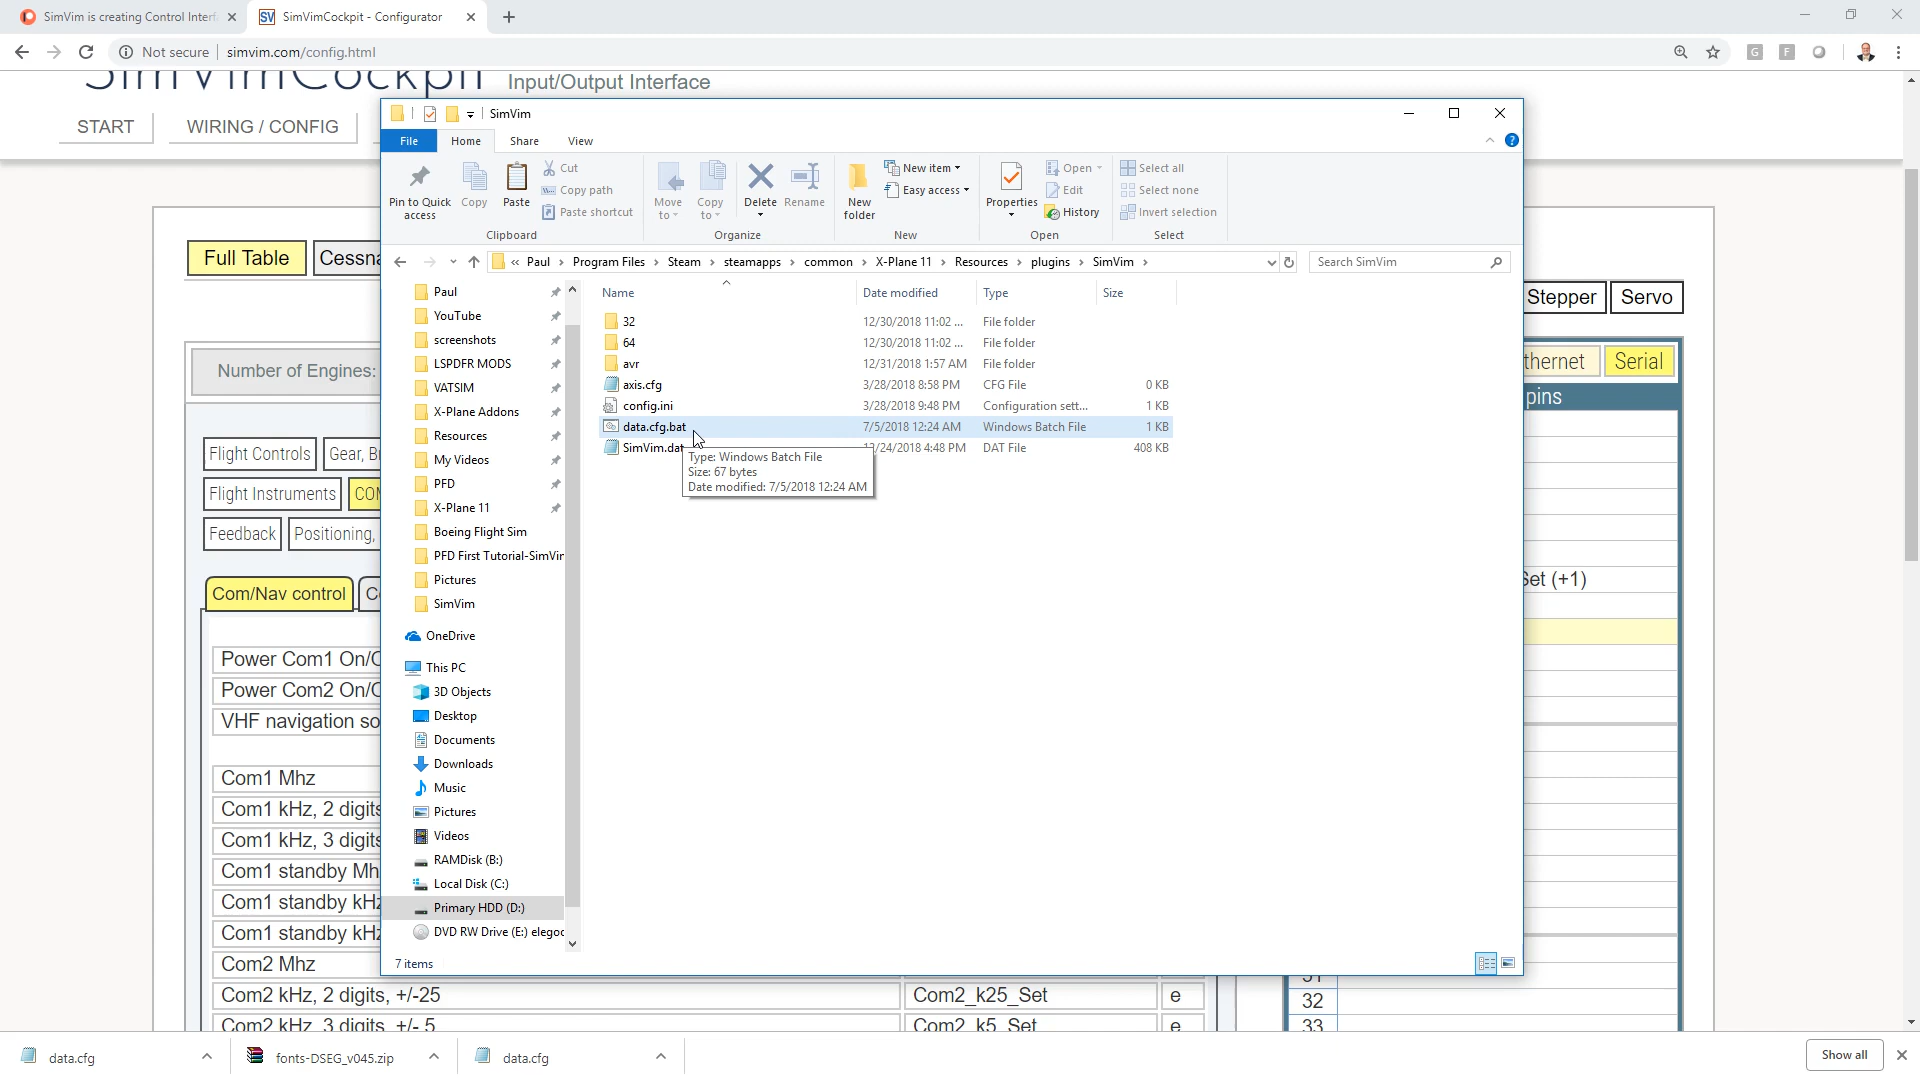 SimVim is creating Control Interf
SimVimCockpit - Configurator
Not secure | simvim.com/config.html
G
F
SimVimCockpit
Input/Output Interface
START
WIRING / CONFIG
SimVim
File
Home
Share
View
Pin to Quick access
Copy
Paste
Cut
Copy path
Paste shortcut
Clipboard
Move to
Copy to
Delete
Rename
Organize
New folder
New item
Easy access
New
Properties
Open
Edit
History
Open
Select all
Select none
Invert selection
Select
« Paul > Program Files > Steam > steamapps > common > X-Plane 11 > Resources > plugins > SimVim >
Search SimVim
Full Table
Cessna
Stepper
Servo
Number of Engines:
thernet
Serial
pins
Set (+1)
Flight Controls
Gear, B
Flight Instruments
COM
Feedback
Positioning,
Com/Nav control
Power Com1 On/O
Power Com2 On/O
VHF navigation so
Com1 Mhz
Com1 kHz, 2 digits
Com1 kHz, 3 digits
Com1 standby Mh
Com1 standby kHz
Com1 standby kHz
Com2 Mhz
Com2 kHz, 2 digits, +/-25
Com2_k25_Set
e
Com2 kHz, 3 digits, +/- 5
Com2_k5_Set
e
31
32
33
Paul
YouTube
screenshots
LSPDFR MODS
VATSIM
X-Plane Addons
Resources
My Videos
PFD
X-Plane 11
Boeing Flight Sim
PFD First Tutorial-SimVim
Pictures
SimVim
OneDrive
This PC
3D Objects
Desktop
Documents
Downloads
Music
Pictures
Videos
RAMDisk (B:)
Local Disk (C:)
Primary HDD (D:)
DVD RW Drive (E:) elegoo
Name
Date modified
Type
Size
32 12/30/2018 11:02 ... File folder
64 12/30/2018 11:02 ... File folder
avr 12/31/2018 1:57 AM File folder
axis.cfg 3/28/2018 8:58 PM CFG File 0 KB
config.ini 3/28/2018 9:48 PM Configuration sett... 1 KB
data.cfg.bat 7/5/2018 12:24 AM Windows Batch File 1 KB
SimVim.dat /24/2018 4:48 PM DAT File 408 KB
Type: Windows Batch File
Size: 67 bytes
Date modified: 7/5/2018 12:24 AM
7 items
data.cfg
fonts-DSEG_v045.zip
data.cfg
Show all